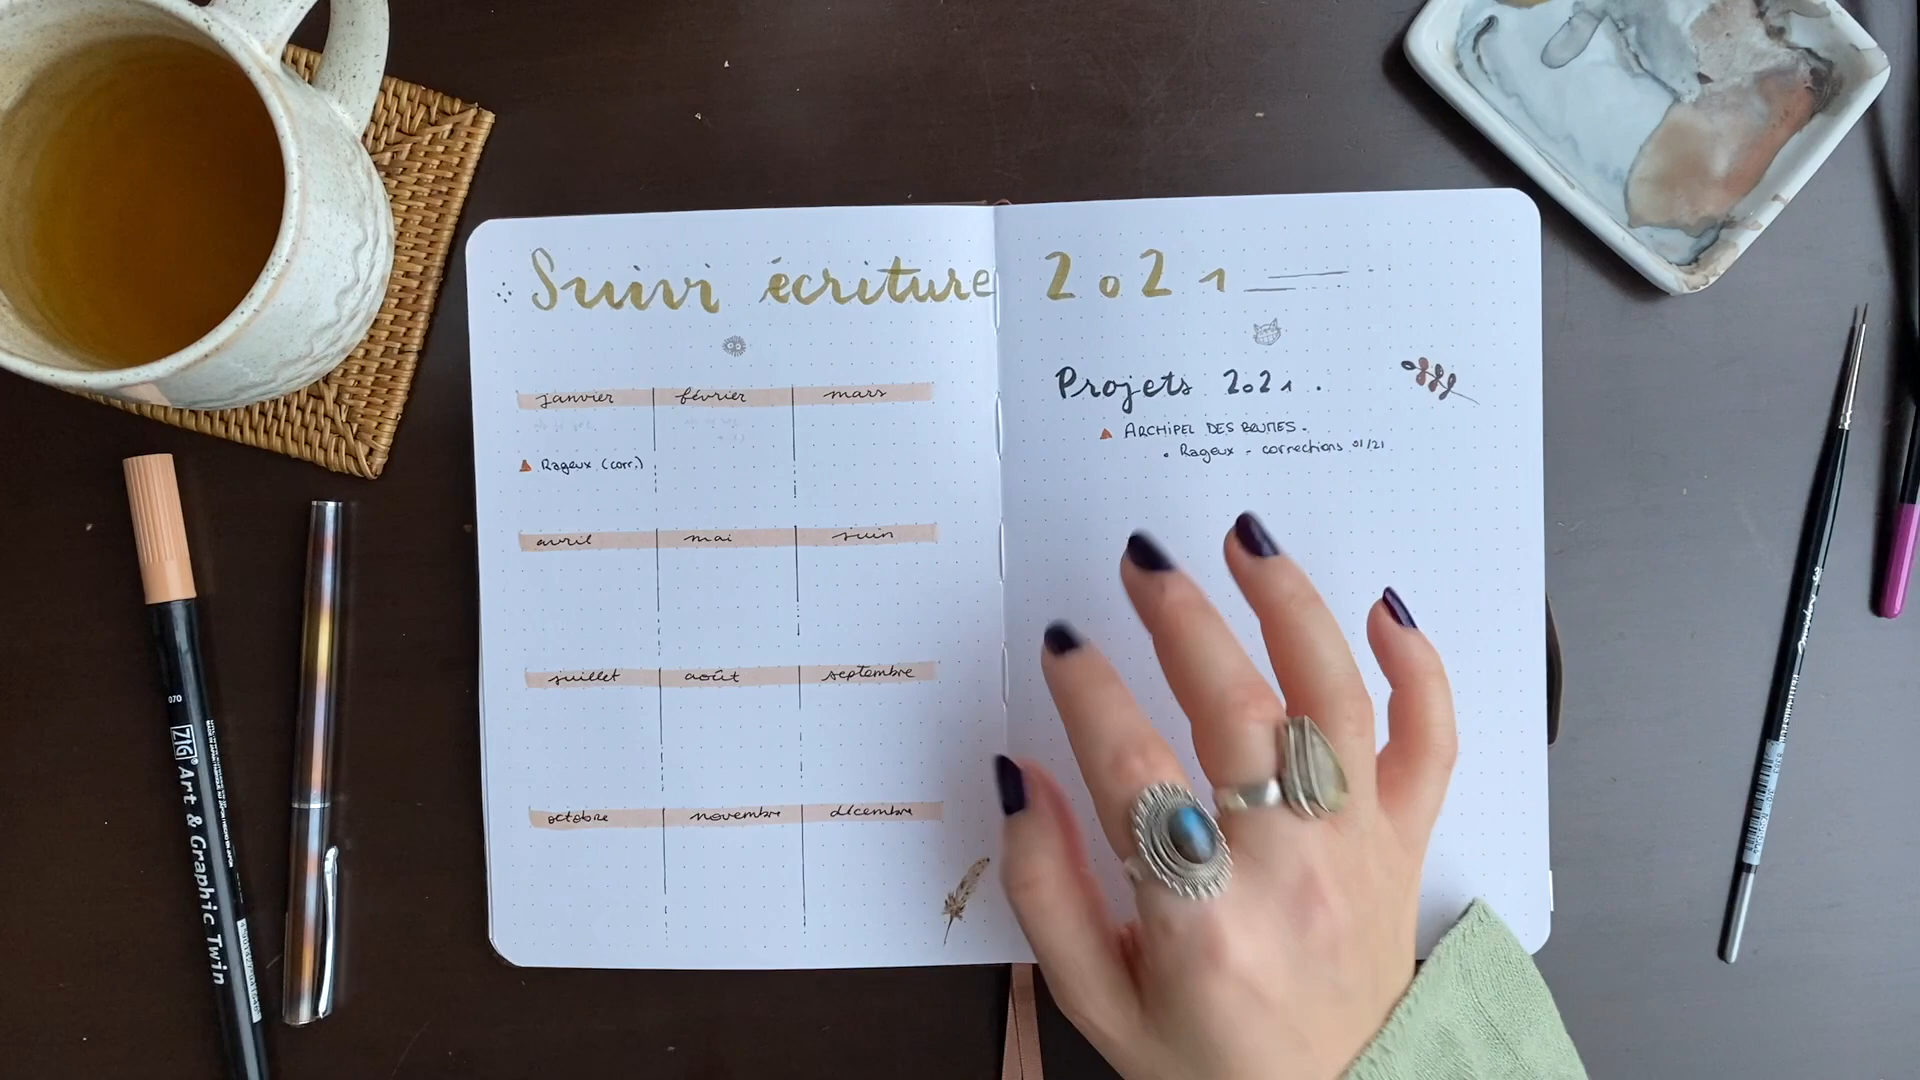 Suivi écriture 2021
janvier février mars
▲ Rageux (corr.)
avril mai juin
juillet août septembre
octobre novembre décembre
Projets 2021.
▲ ARCHIPEL DES BRUMES.
• Rageux - corrections 01/21
070
ZIG Art & Graphic Twin